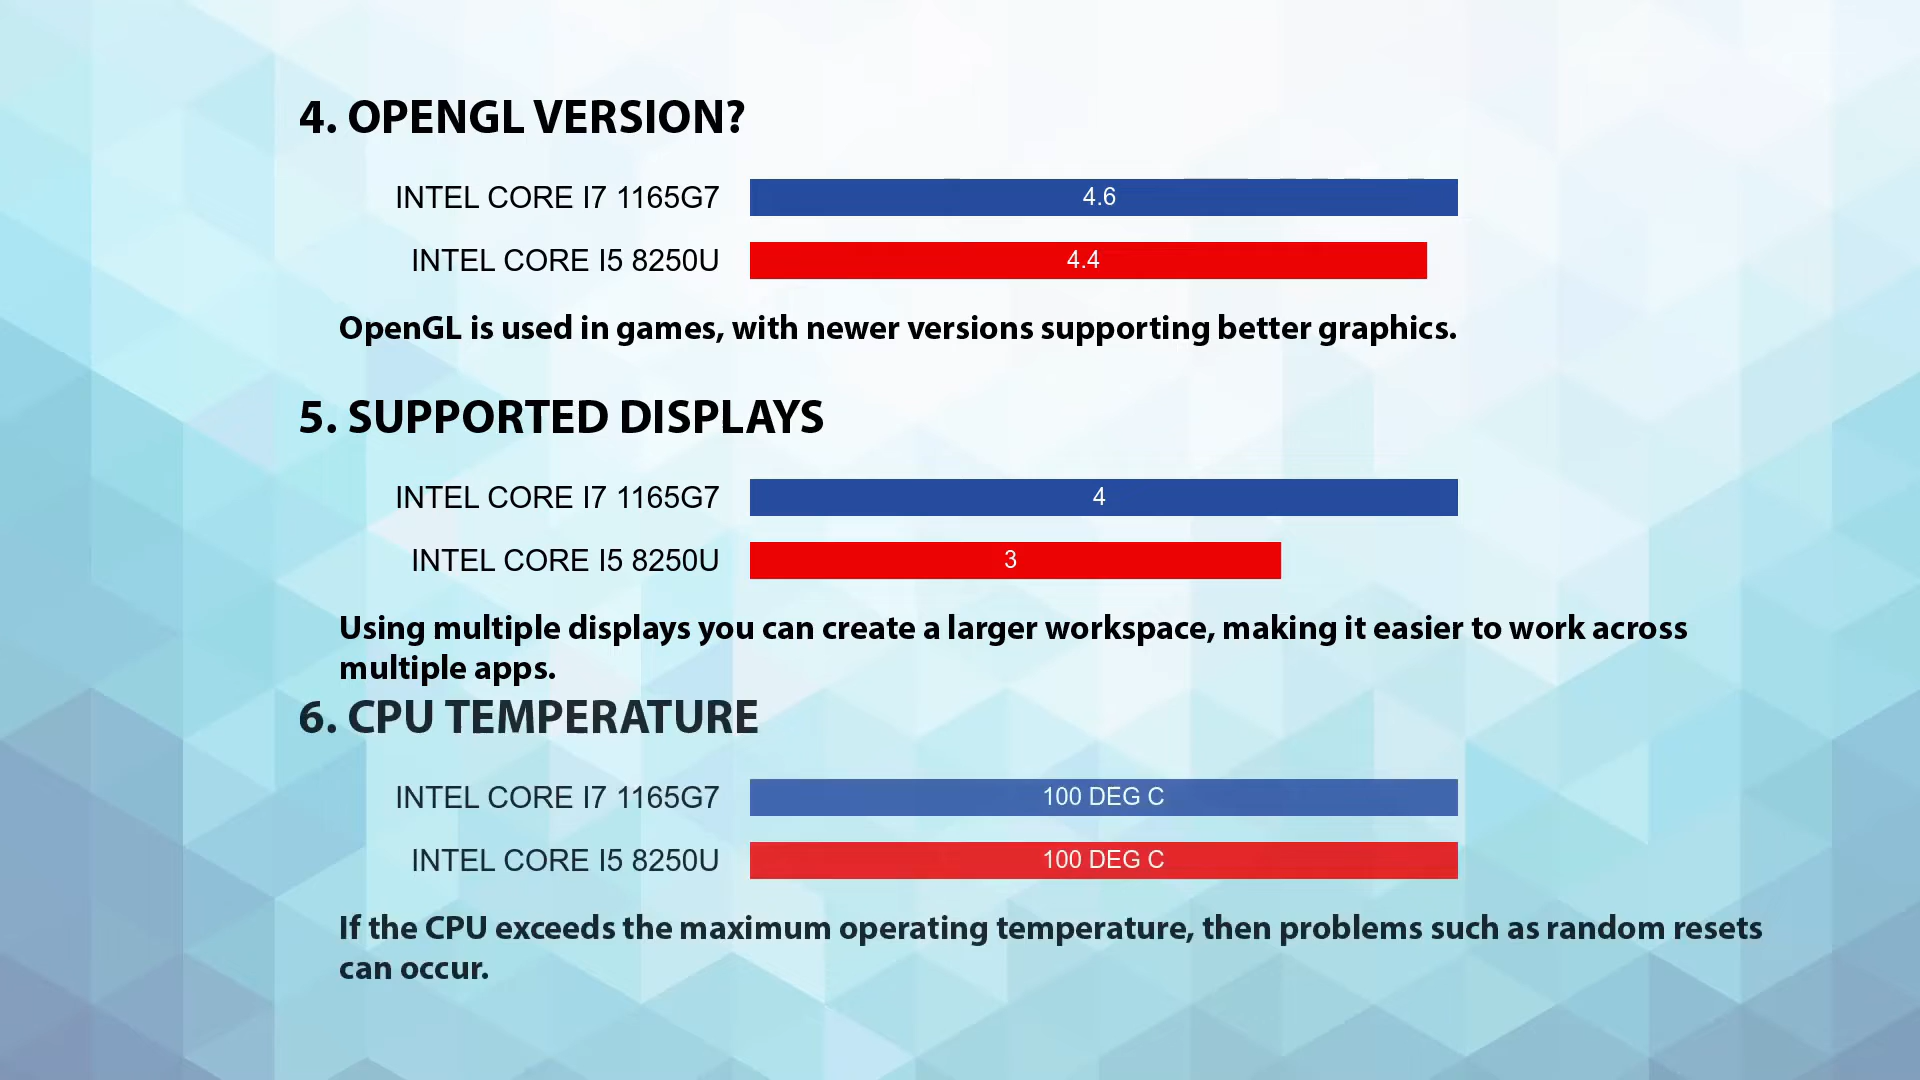 4. OPENGL VERSION?
INTEL CORE I7 1165G7
4.6
INTEL CORE I5 8250U
4.4
OpenGL is used in games, with newer versions supporting better graphics.
5. SUPPORTED DISPLAYS
INTEL CORE I7 1165G7
4
INTEL CORE I5 8250U
3
Using multiple displays you can create a larger workspace, making it easier to work across
multiple apps.
6. CPU TEMPERATURE
INTEL CORE I7 1165G7
100 DEG C
INTEL CORE I5 8250U
100 DEG C
If the CPU exceeds the maximum operating temperature, then problems such as random resets
can occur.